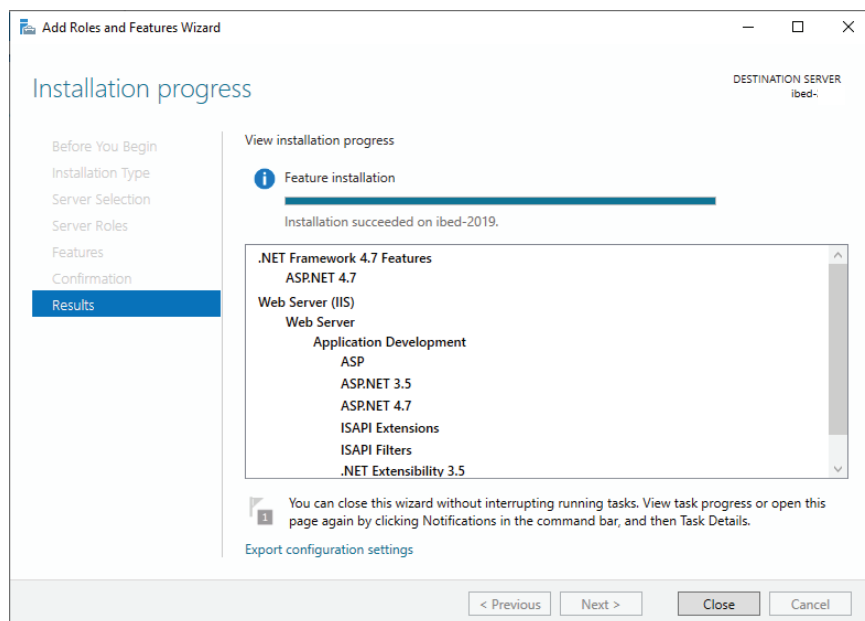 Add Roles and Features Wizard
Installation progress
DESTINATION SERVER
ibed-
Before You Begin
Installation Type
Server Selection
Server Roles
Features
Confirmation
Results
View installation progress
Feature installation
Installation succeeded on ibed-2019.
.NET Framework 4.7 Features
ASP.NET 4.7
Web Server (IIS)
Web Server
Application Development
ASP
ASP.NET 3.5
ASP.NET 4.7
ISAPI Extensions
ISAPI Filters
.NET Extensibility 3.5
1
You can close this wizard without interrupting running tasks. View task progress or open this
page again by clicking Notifications in the command bar, and then Task Details.
Export configuration settings
< Previous
Next >
Close
Cancel